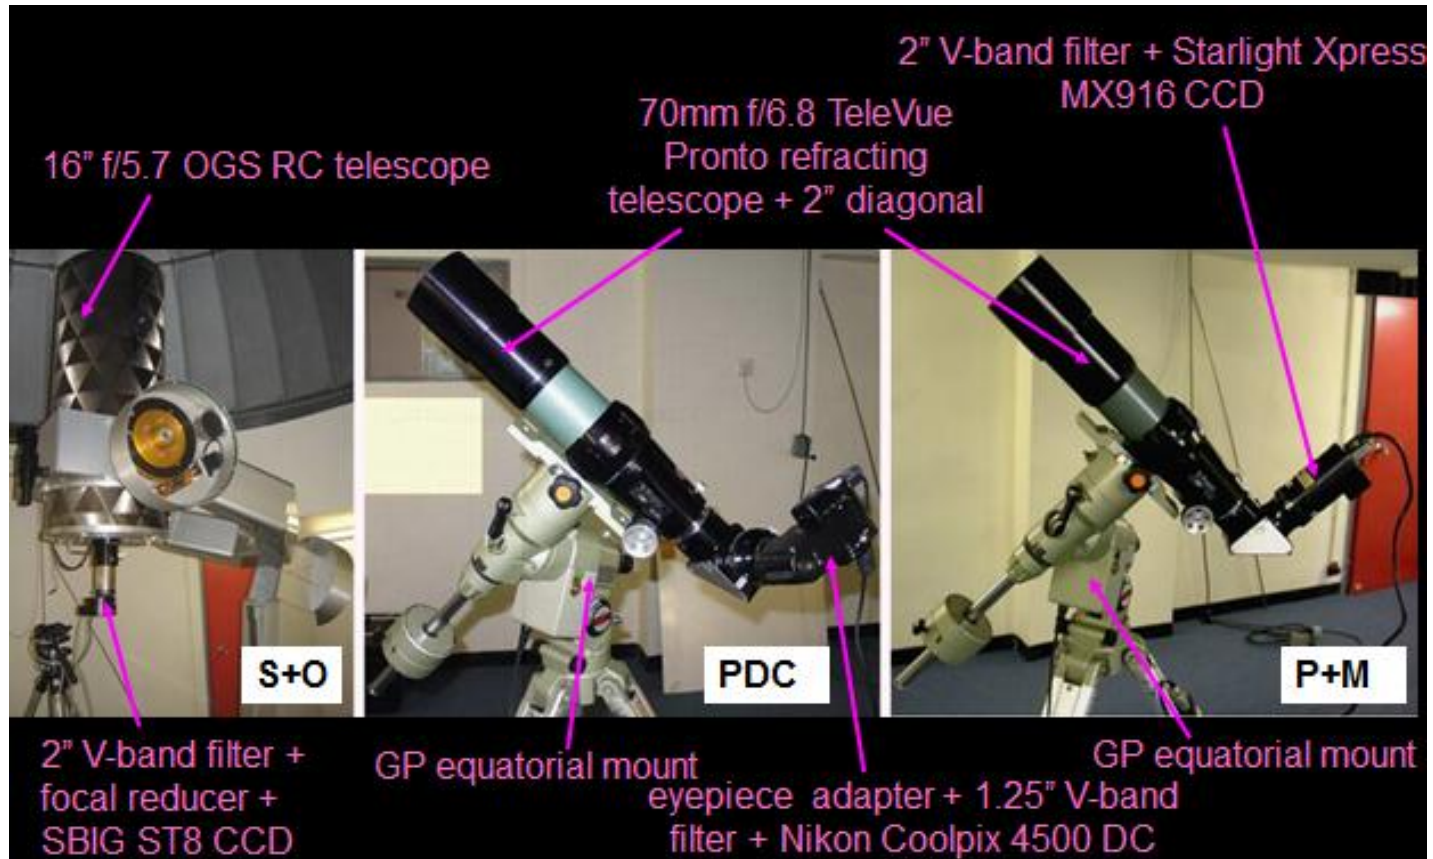 2” V-band filter + Starlight Xpress
MX916 CCD
70mm f/6.8 TeleVue
Pronto refracting
telescope + 2” diagonal
16” f/5.7 OGS RC telescope
S+O
PDC
P+M
2” V-band filter +
focal reducer +
SBIG ST8 CCD
GP equatorial mount
eyepiece adapter + 1.25” V-band
filter + Nikon Coolpix 4500 DC
GP equatorial mount